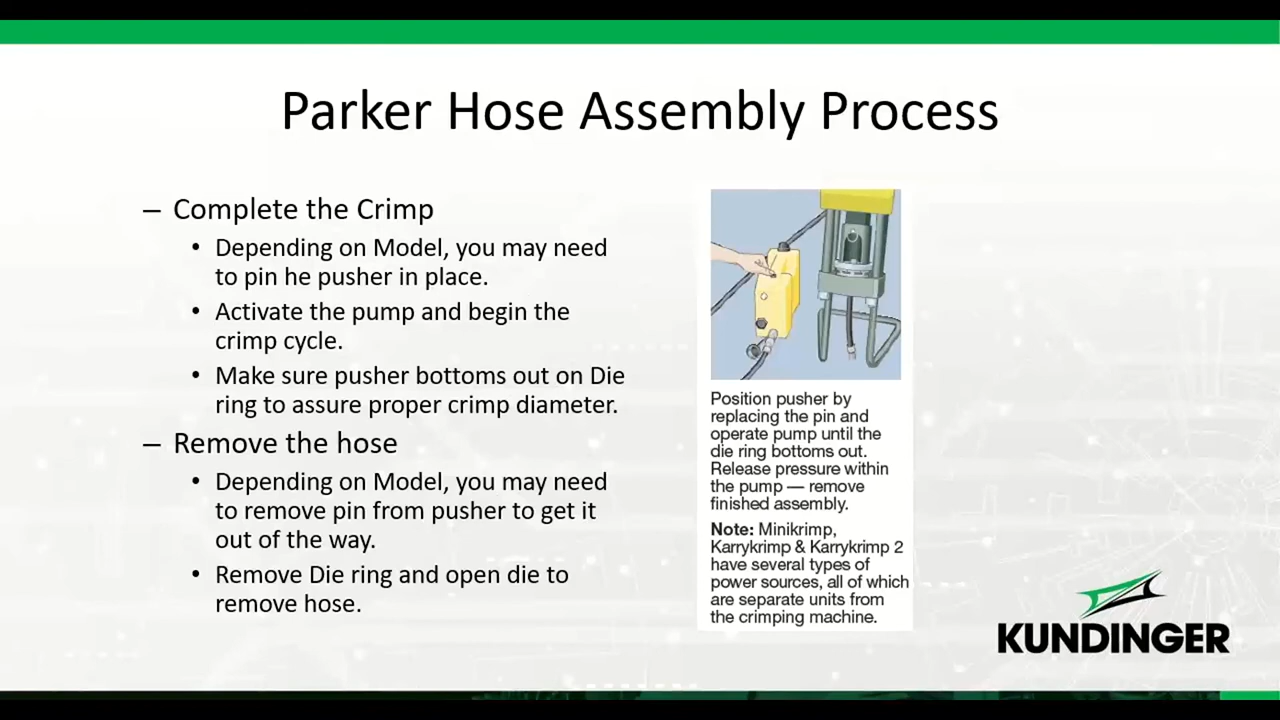 Parker Hose Assembly Process
– Complete the Crimp
• Depending on Model, you may need
to pin he pusher in place.
• Activate the pump and begin the
crimp cycle.
• Make sure pusher bottoms out on Die
ring to assure proper crimp diameter.
– Remove the hose
• Depending on Model, you may need
to remove pin from pusher to get it
out of the way.
• Remove Die ring and open die to
remove hose.
Position pusher by
replacing the pin and
operate pump until the
die ring bottoms out.
Release pressure within
the pump — remove
finished assembly.
Note: Minikrimp,
Karrykrimp & Karrykrimp 2
have several types of
power sources, all of which
are separate units from
the crimping machine.
KUNDINGER